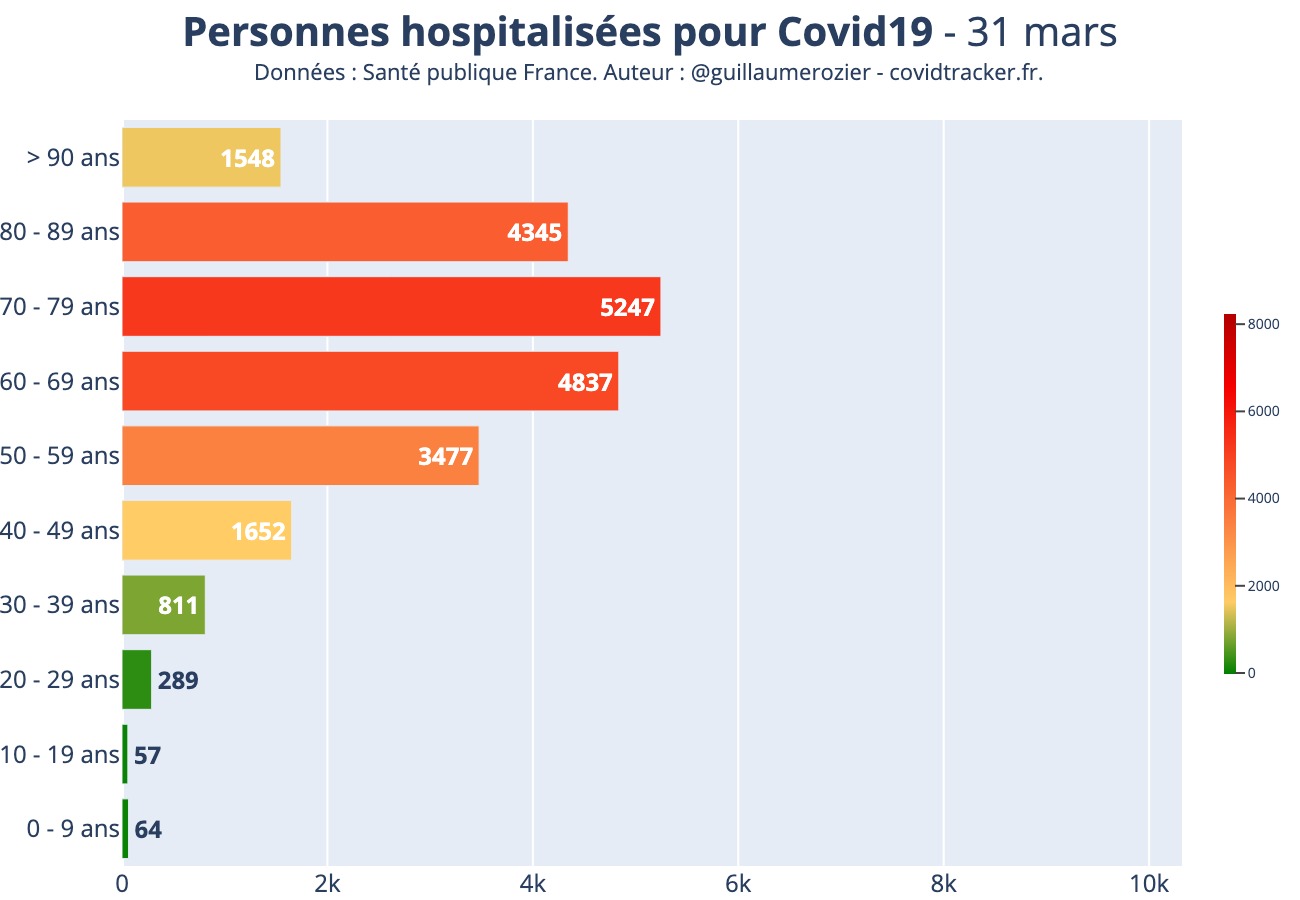 Personnes hospitalisées pour Covid19 - 31 mars
Données : Santé publique France. Auteur : @guillaumerozier - covidtracker.fr.
> 90 ans 1548
80 - 89 ans 4345
70 - 79 ans 5247
60 - 69 ans 4837
50 - 59 ans 3477
40 - 49 ans 1652
30 - 39 ans 811
20 - 29 ans 289
10 - 19 ans 57
0 - 9 ans 64
0 2k 4k 6k 8k 10k
8000
6000
4000
2000
0